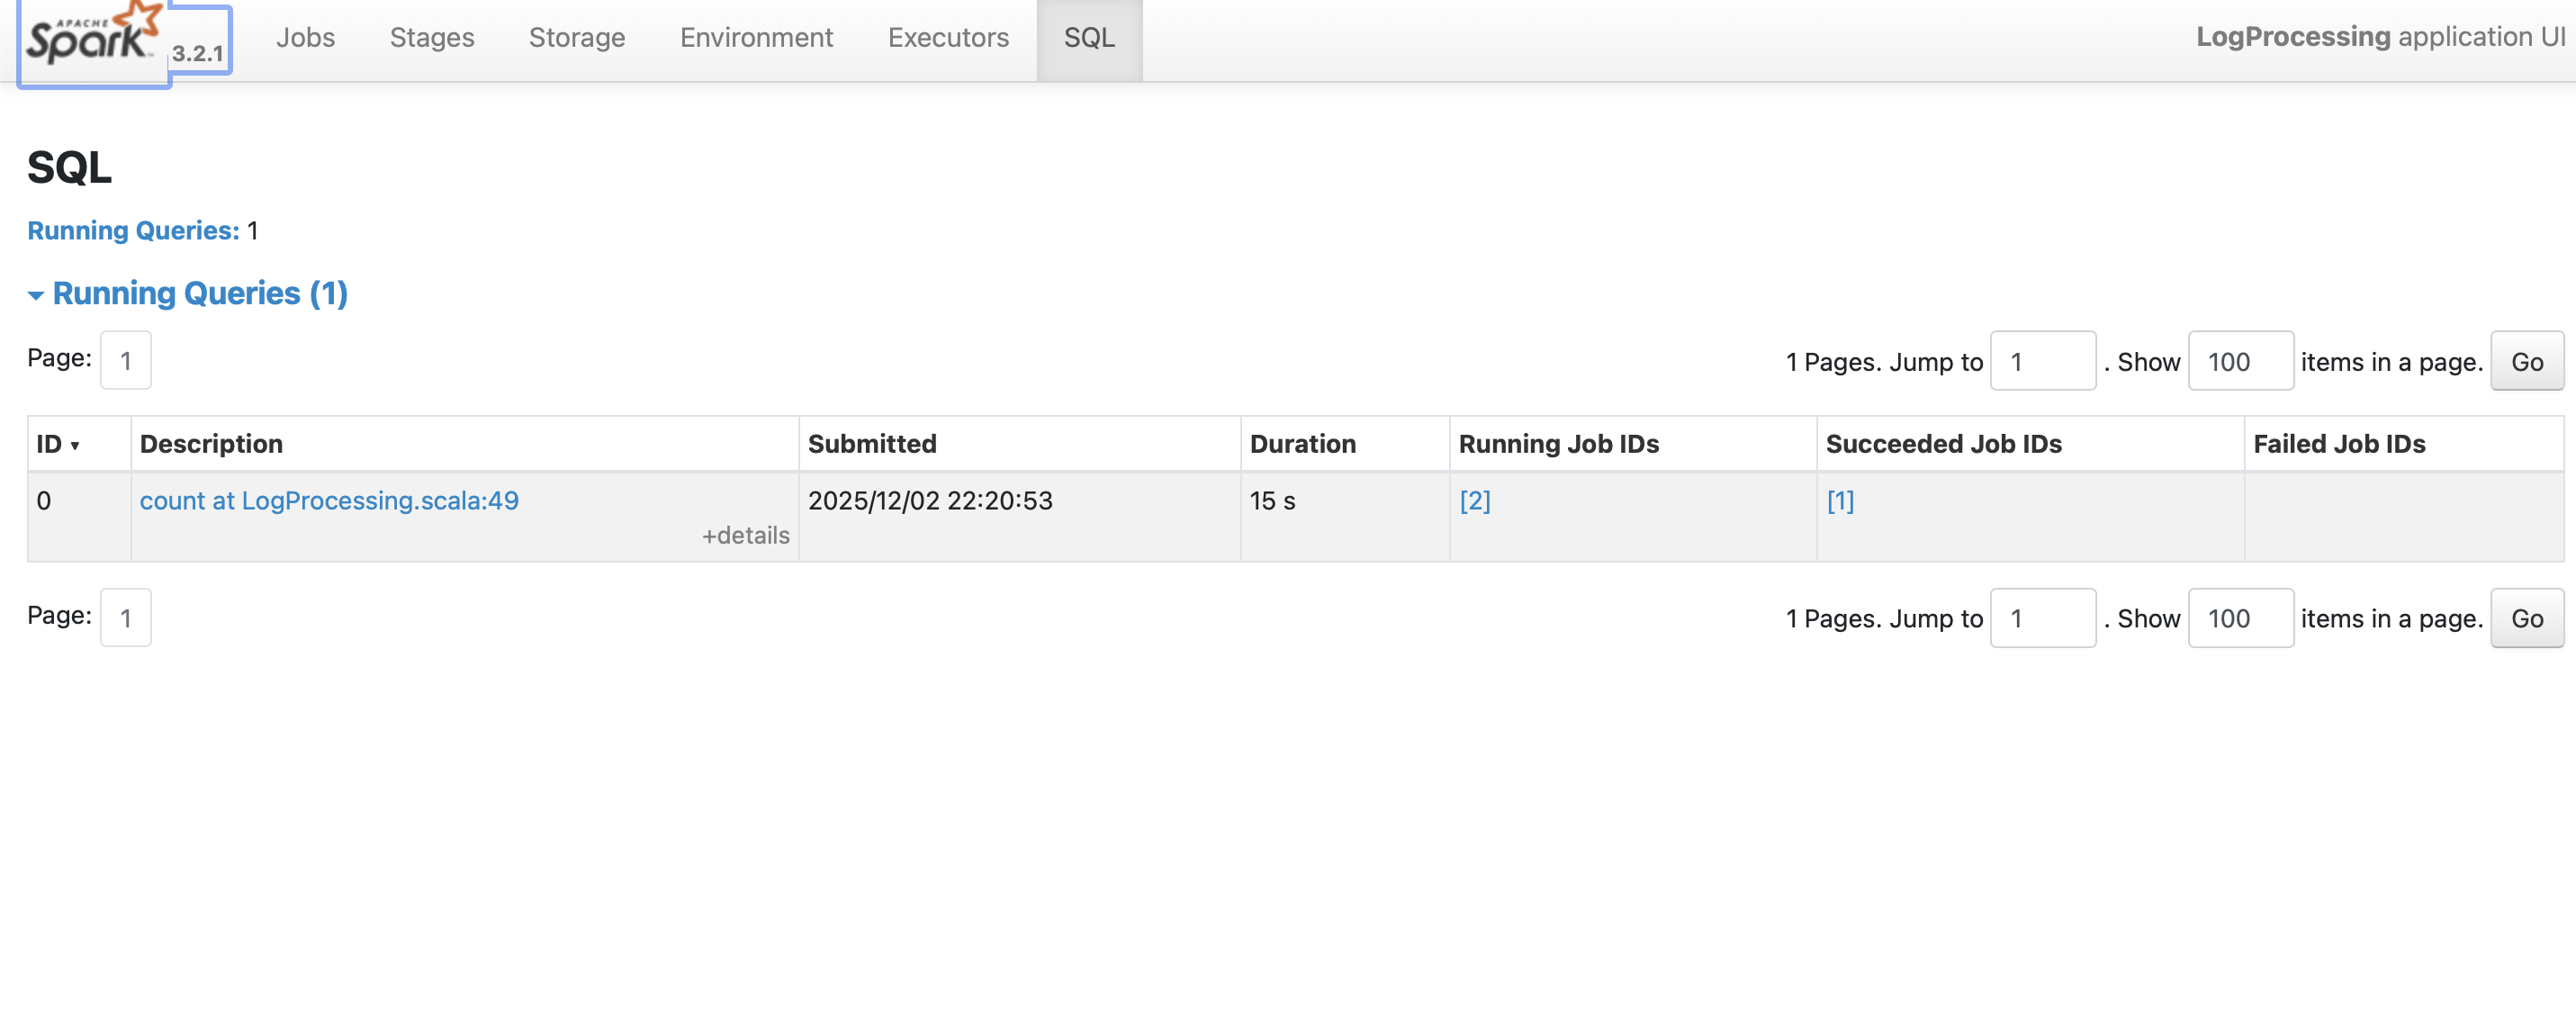 APACHE
Spark™ 3.2.1 Jobs Stages Storage Environment Executors SQL LogProcessing application UI
SQL
Running Queries: 1
Running Queries (1)
Page: 1 1 Pages. Jump to 1 . Show 100 items in a page. Go
ID ▾ Description Submitted Duration Running Job IDs Succeeded Job IDs Failed Job IDs
0 count at LogProcessing.scala:49 2025/12/02 22:20:53 15 s [2] [1]
+details
Page: 1 1 Pages. Jump to 1 . Show 100 items in a page. Go